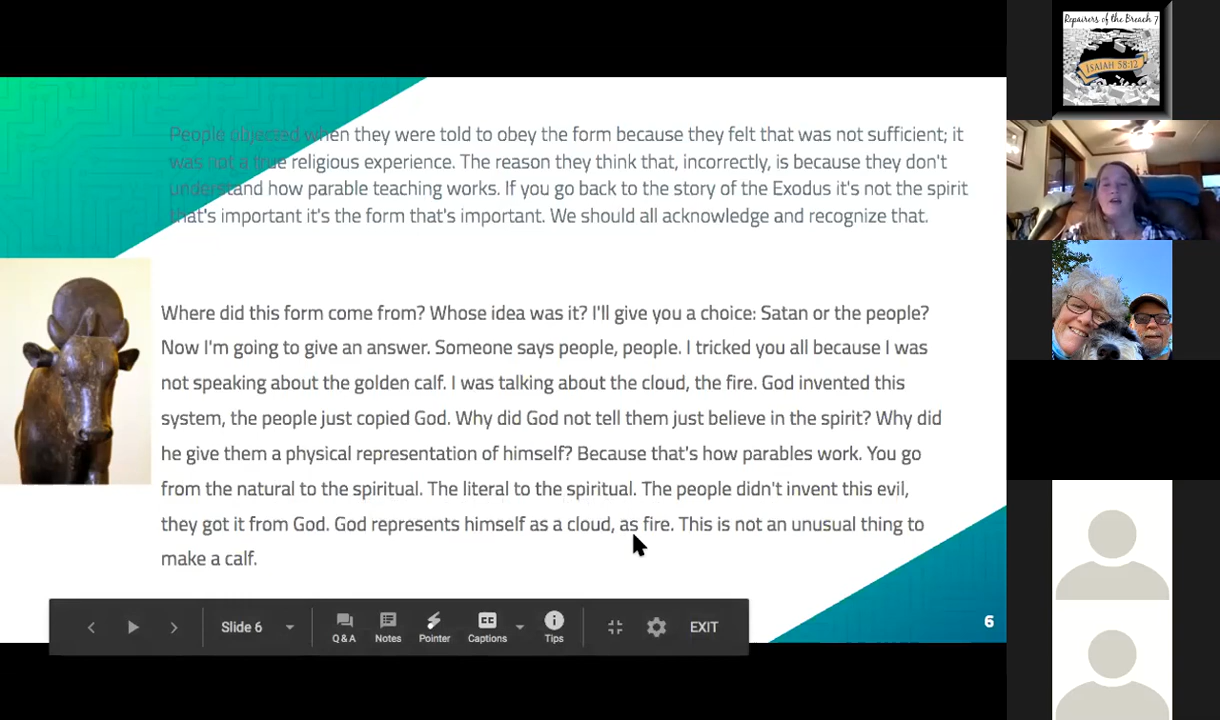 People objected when they were told to obey the form because they felt that was not sufficient; it
was not a true religious experience. The reason they think that, incorrectly, is because they don't
understand how parable teaching works. If you go back to the story of the Exodus it's not the spirit
that's important it's the form that's important. We should all acknowledge and recognize that.
Where did this form come from? Whose idea was it? I'll give you a choice: Satan or the people?
Now I'm going to give an answer. Someone says people, people. I tricked you all because I was
not speaking about the golden calf. I was talking about the cloud, the fire. God invented this
system, the people just copied God. Why did God not tell them just believe in the spirit? Why did
he give them a physical representation of himself? Because that's how parables work. You go
from the natural to the spiritual. The literal to the spiritual. The people didn't invent this evil,
they got it from God. God represents himself as a cloud, as fire. This is not an unusual thing to
make a calf.
6
Slide 6
Q & A
Notes
Pointer
CC
Captions
Tips
EXIT
Repairers of the Breach 7
ISAIAH 58:12